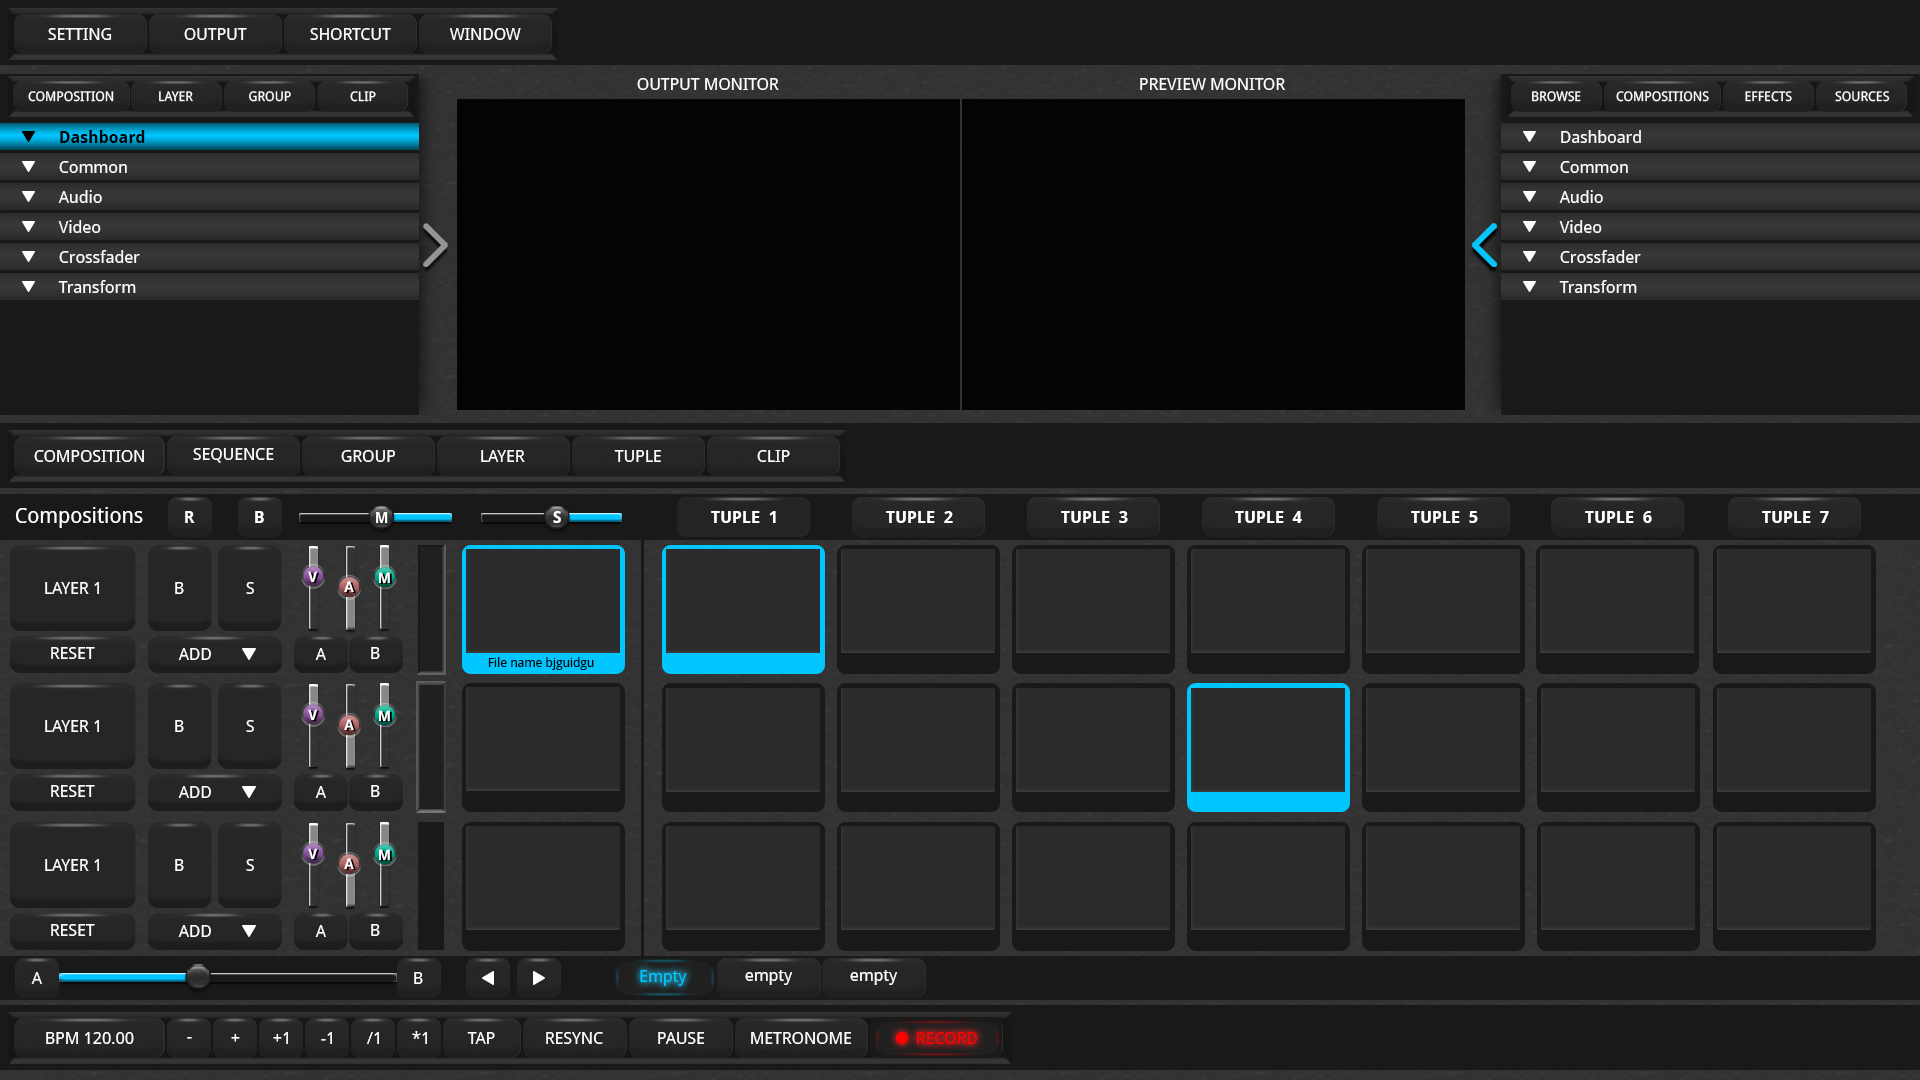 SETTING OUTPUT SHORTCUT WINDOW
OUTPUT MONITOR PREVIEW MONITOR
COMPOSITION LAYER GROUP CLIP
BROWSE COMPOSITIONS EFFECTS SOURCES
Dashboard
Common
Audio
Video
Crossfader
Transform
Dashboard
Common
Audio
Video
Crossfader
Transform
COMPOSITION SEQUENCE GROUP LAYER TUPLE CLIP
Compositions R B M S TUPLE 1 TUPLE 2 TUPLE 3 TUPLE 4 TUPLE 5 TUPLE 6 TUPLE 7
LAYER 1 B S V A M
RESET ADD A B File name bjguidgu
LAYER 1 B S V A M
RESET ADD A B
LAYER 1 B S V A M
RESET ADD A B
A B Empty empty empty
BPM 120.00 - + +1 -1 /1 *1 TAP RESYNC PAUSE METRONOME RECORD